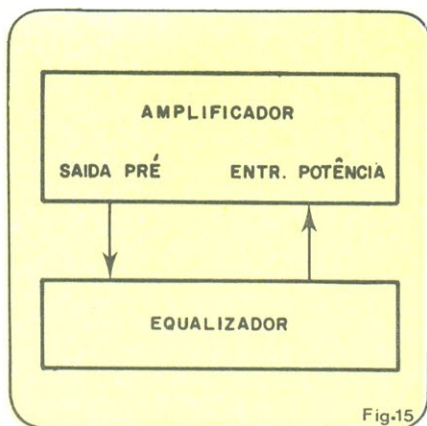 AMPLIFICADOR
SAIDA PRÉ ENTR. POTÊNCIA
EQUALIZADOR
Fig.15